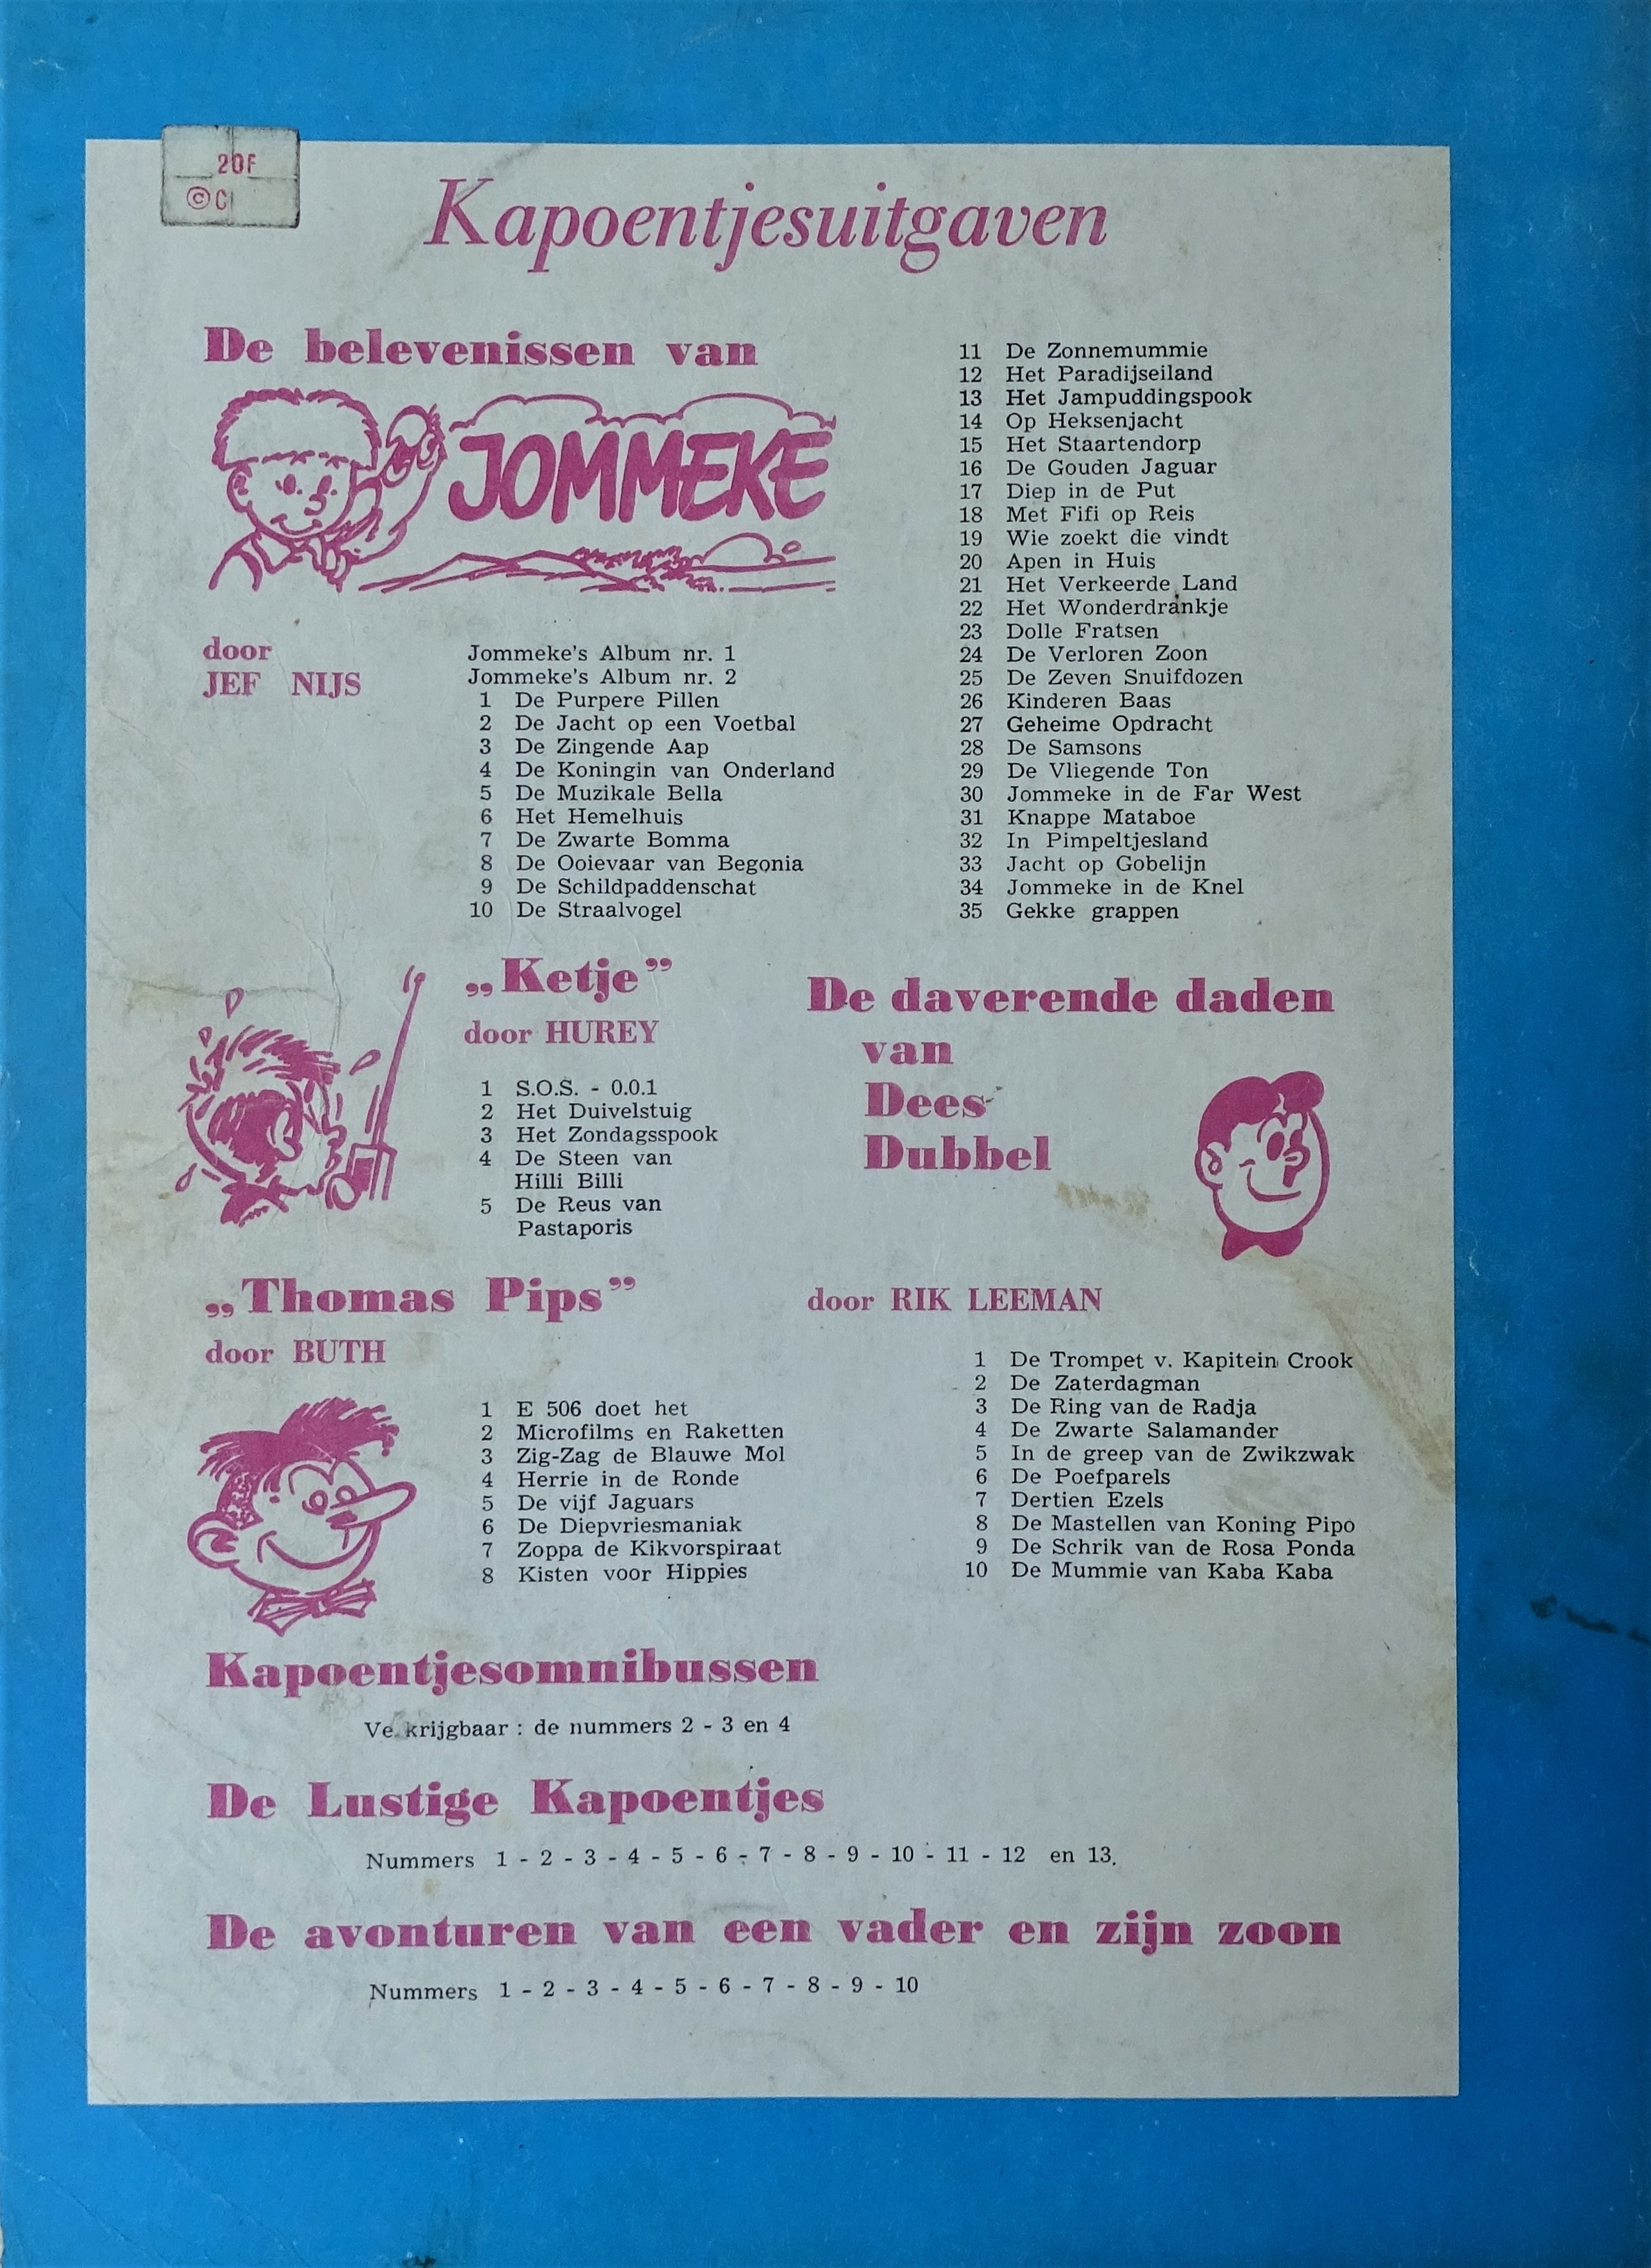 20F
©C
Kapoentjesuitgaven
De belevenissen van
JOMMEKE
door
JEF NIJS
Jommeke's Album nr. 1
Jommeke's Album nr. 2
1 De Purpere Pillen
2 De Jacht op een Voetbal
3 De Zingende Aap
4 De Koningin van Onderland
5 De Muzikale Bella
6 Het Hemelhuis
7 De Zwarte Bomma
8 De Ooievaar van Begonia
9 De Schildpaddenschat
10 De Straalvogel
11 De Zonnemummie
12 Het Paradijseiland
13 Het Jampuddingspook
14 Op Heksenjacht
15 Het Staartendorp
16 De Gouden Jaguar
17 Diep in de Put
18 Met Fifi op Reis
19 Wie zoekt die vindt
20 Apen in Huis
21 Het Verkeerde Land
22 Het Wonderdrankje
23 Dolle Fratsen
24 De Verloren Zoon
25 De Zeven Snuifdozen
26 Kinderen Baas
27 Geheime Opdracht
28 De Samsons
29 De Vliegende Ton
30 Jommeke in de Far West
31 Knappe Mataboe
32 In Pimpeltjesland
33 Jacht op Gobelijn
34 Jommeke in de Knel
35 Gekke grappen
„Ketje”
door HUREY
1 S.O.S. - 0.0.1
2 Het Duivelstuig
3 Het Zondagsspook
4 De Steen van
Hilli Billi
5 De Reus van
Pastaporis
De daverende daden
van
Dees
Dubbel
door RIK LEEMAN
1 De Trompet v. Kapitein Crook
2 De Zaterdagman
3 De Ring van de Radja
4 De Zwarte Salamander
5 In de greep van de Zwikzwak
6 De Poefparels
7 Dertien Ezels
8 De Mastellen van Koning Pipo
9 De Schrik van de Rosa Ponda
10 De Mummie van Kaba Kaba
„Thomas Pips”
door BUTH
1 E 506 doet het
2 Microfilms en Raketten
3 Zig-Zag de Blauwe Mol
4 Herrie in de Ronde
5 De vijf Jaguars
6 De Diepvriesmaniak
7 Zoppa de Kikvorspiraat
8 Kisten voor Hippies
Kapoentjesomnibussen
Ve krijgbaar : de nummers 2 - 3 en 4
De Lustige Kapoentjes
Nummers 1 - 2 - 3 - 4 - 5 - 6 - 7 - 8 - 9 - 10 - 11 - 12 en 13.
De avonturen van een vader en zijn zoon
Nummers 1 - 2 - 3 - 4 - 5 - 6 - 7 - 8 - 9 - 10